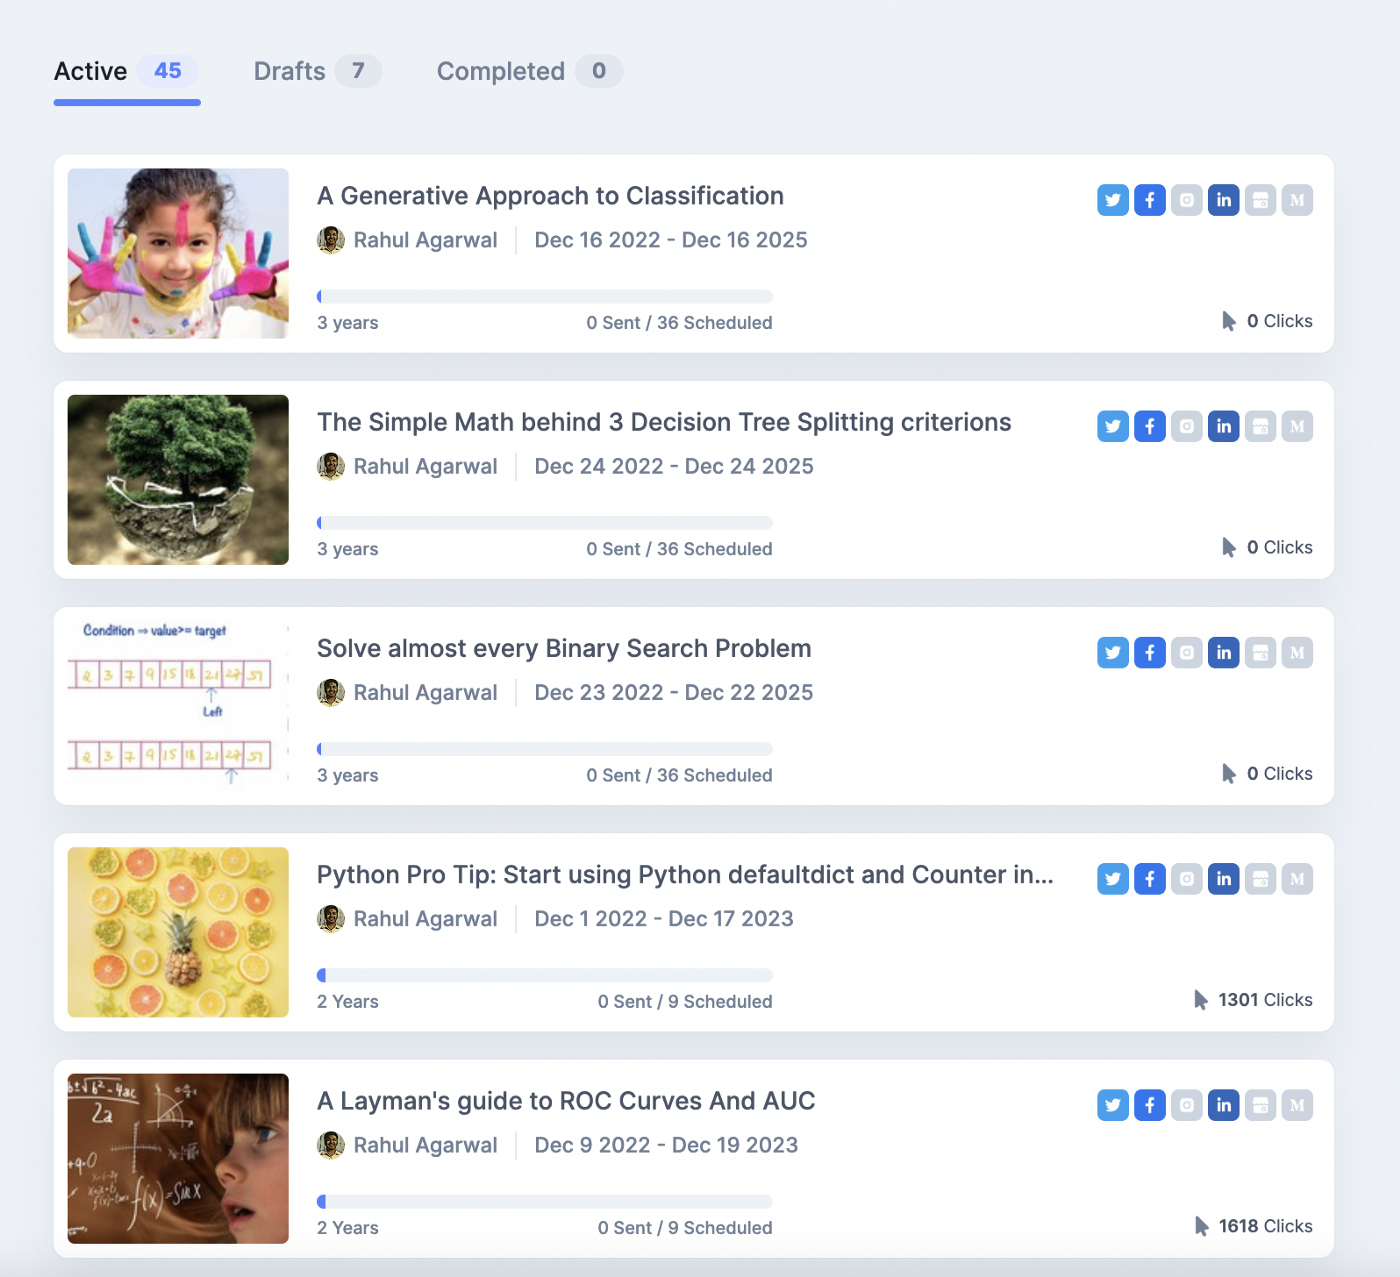 Active 45 Drafts 7 Completed 0
A Generative Approach to Classification
Rahul Agarwal Dec 16 2022 - Dec 16 2025
3 years 0 Sent / 36 Scheduled
0 Clicks
The Simple Math behind 3 Decision Tree Splitting criterions
Rahul Agarwal Dec 24 2022 - Dec 24 2025
3 years 0 Sent / 36 Scheduled
0 Clicks
Condition → value>= target
2 3 7 9 15 18 21 27 51
Left
2 3 7 9 15 18 21 27 51
Solve almost every Binary Search Problem
Rahul Agarwal Dec 23 2022 - Dec 22 2025
3 years 0 Sent / 36 Scheduled
0 Clicks
Python Pro Tip: Start using Python defaultdict and Counter in...
Rahul Agarwal Dec 1 2022 - Dec 17 2023
2 Years 0 Sent / 9 Scheduled
1301 Clicks
b±√b²-4ac
2a
f(x)=Sinx
A Layman's guide to ROC Curves And AUC
Rahul Agarwal Dec 9 2022 - Dec 19 2023
2 Years 0 Sent / 9 Scheduled
1618 Clicks